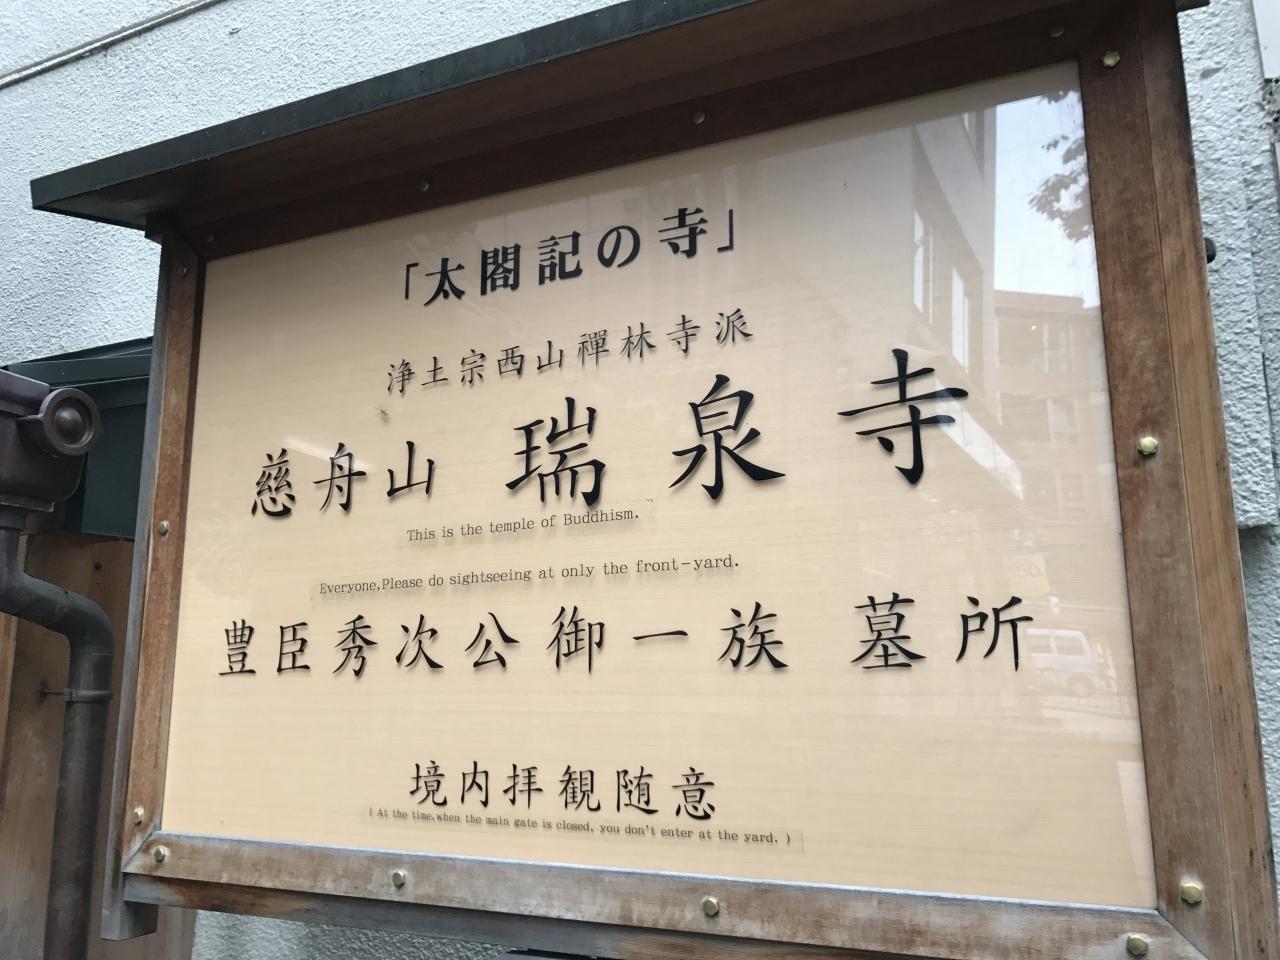 「太閤記の寺」
浄土宗西山禪林寺派
慈舟山 瑞泉寺
This is the temple of Buddhism.
Everyone,Please do sightseeing at only the front-yard.
豊臣秀次公御一族 墓所
境内拝観随意
( At the time,when the main gate is closed, you don't enter at the yard. )